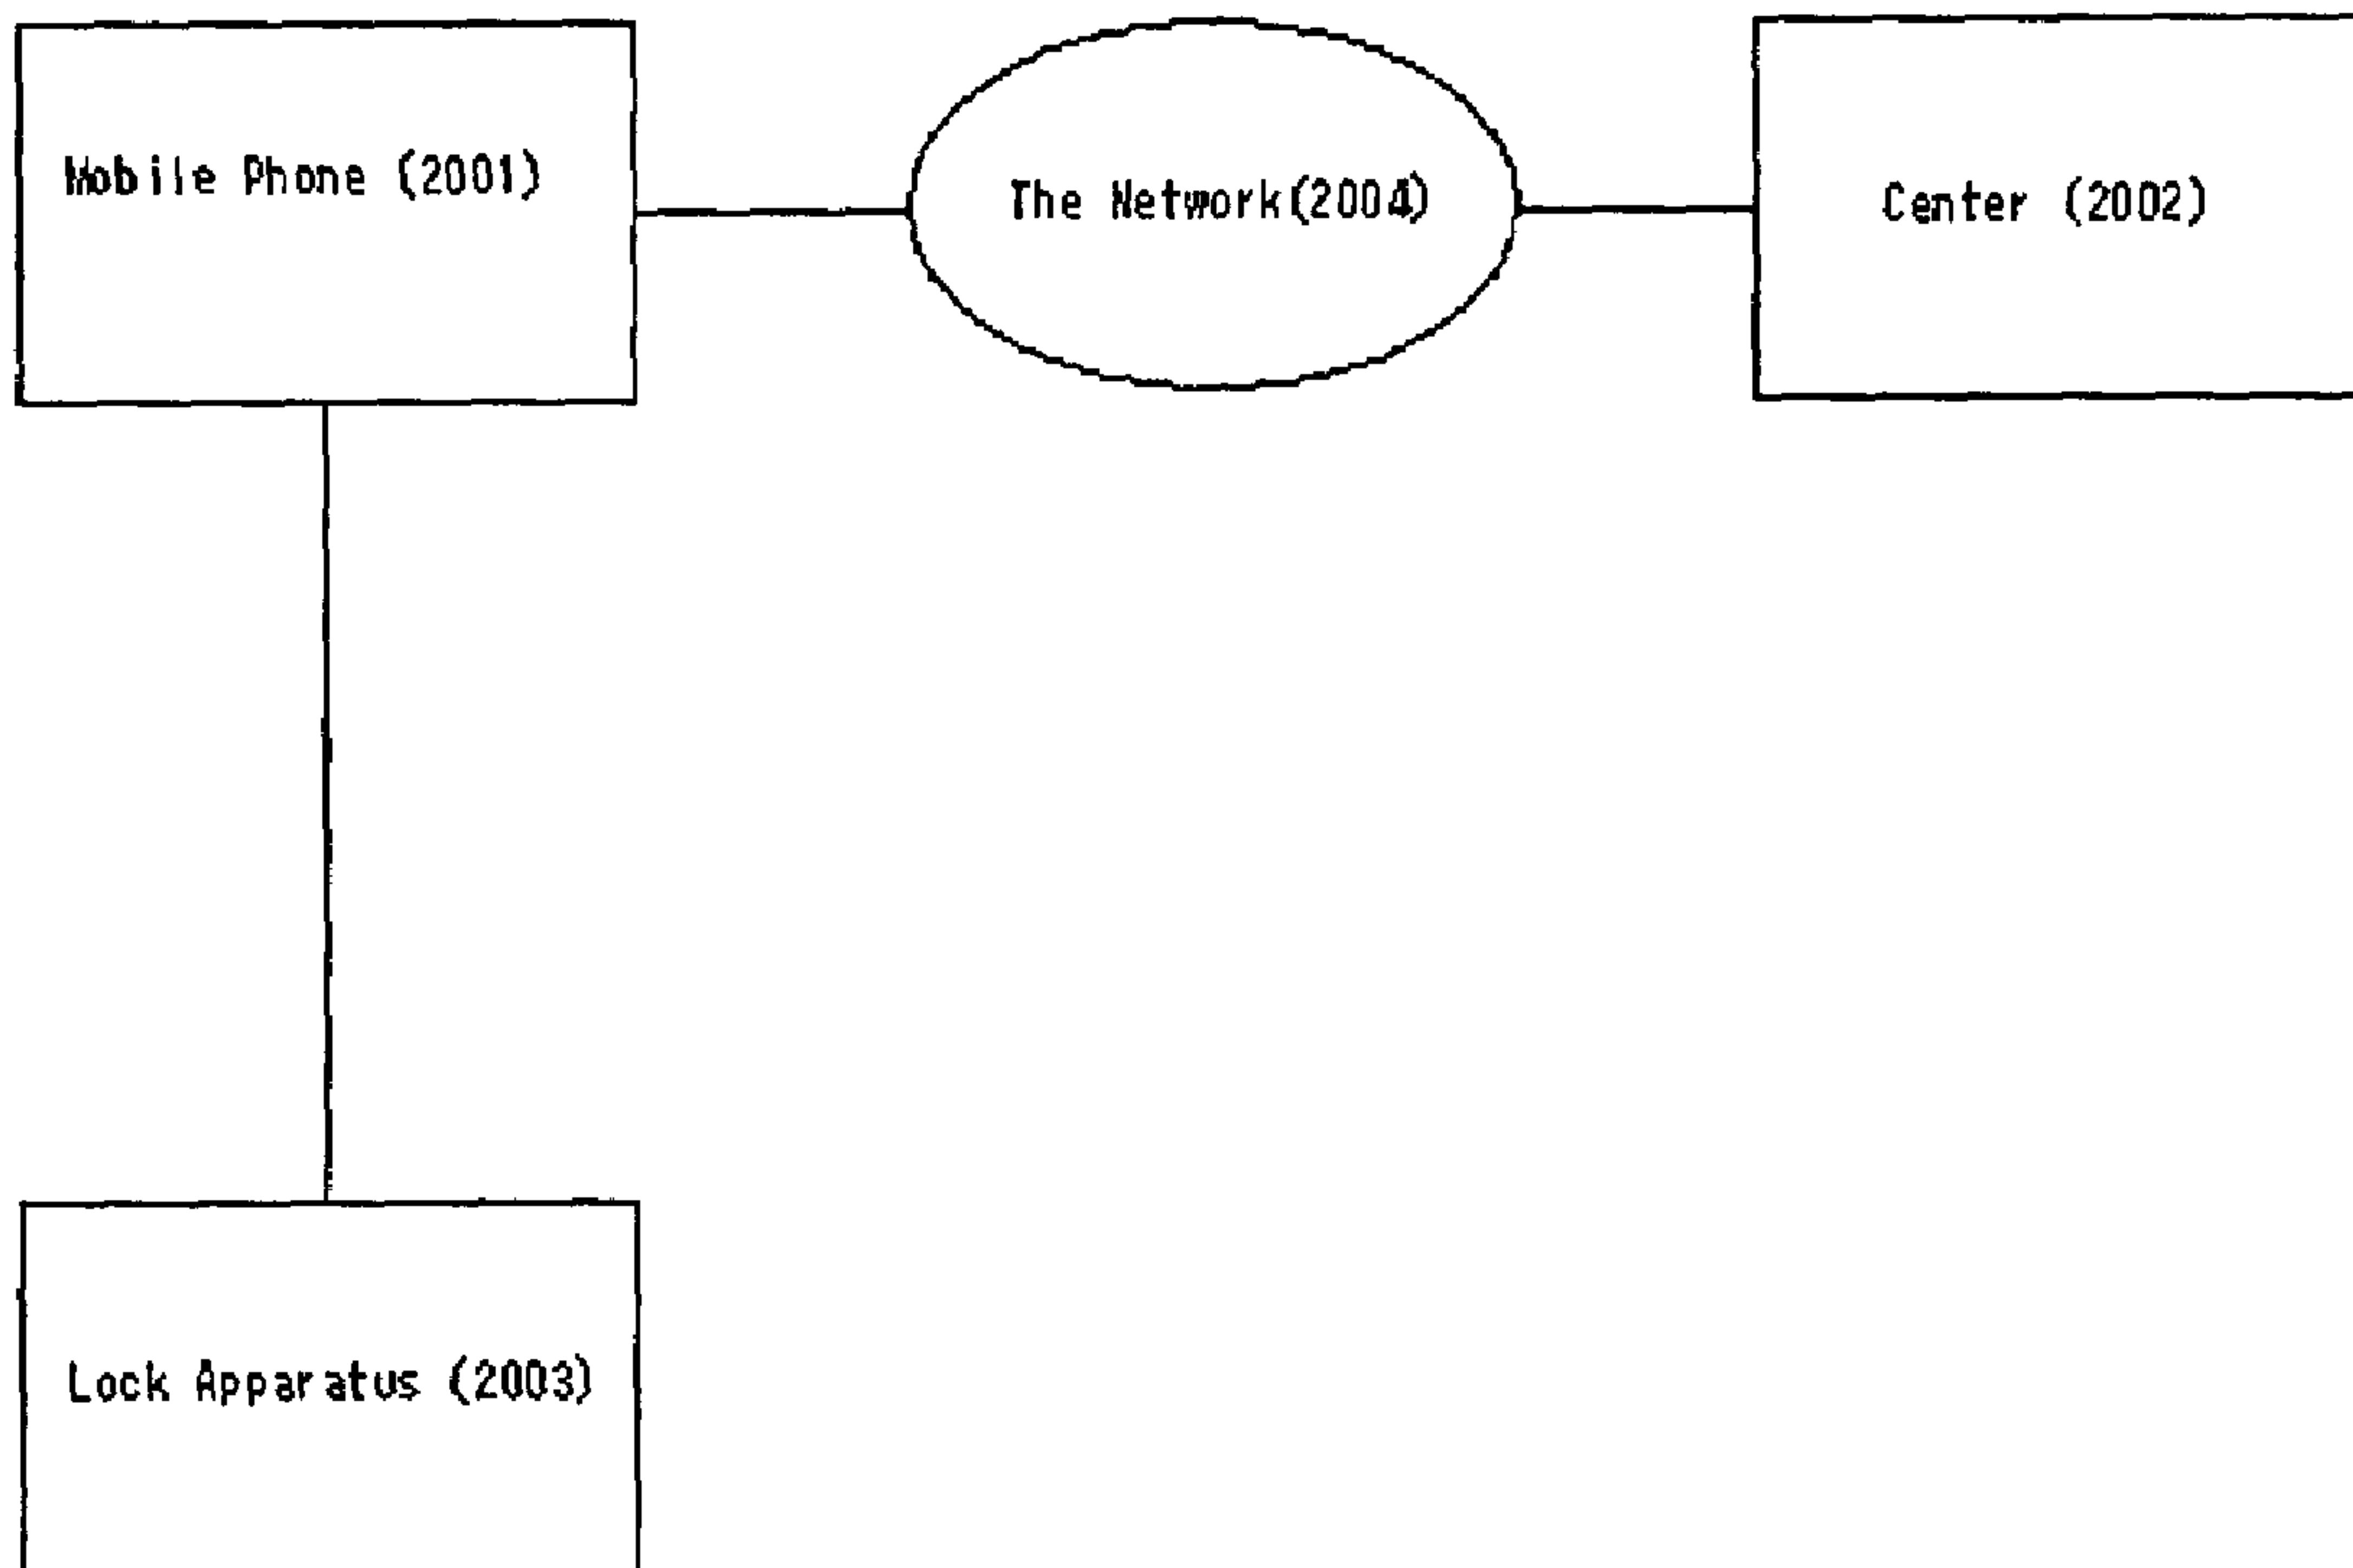 Mobile Phone (2001)
The Network(2004)
Center (2002)
Lock Apparatus (2003)